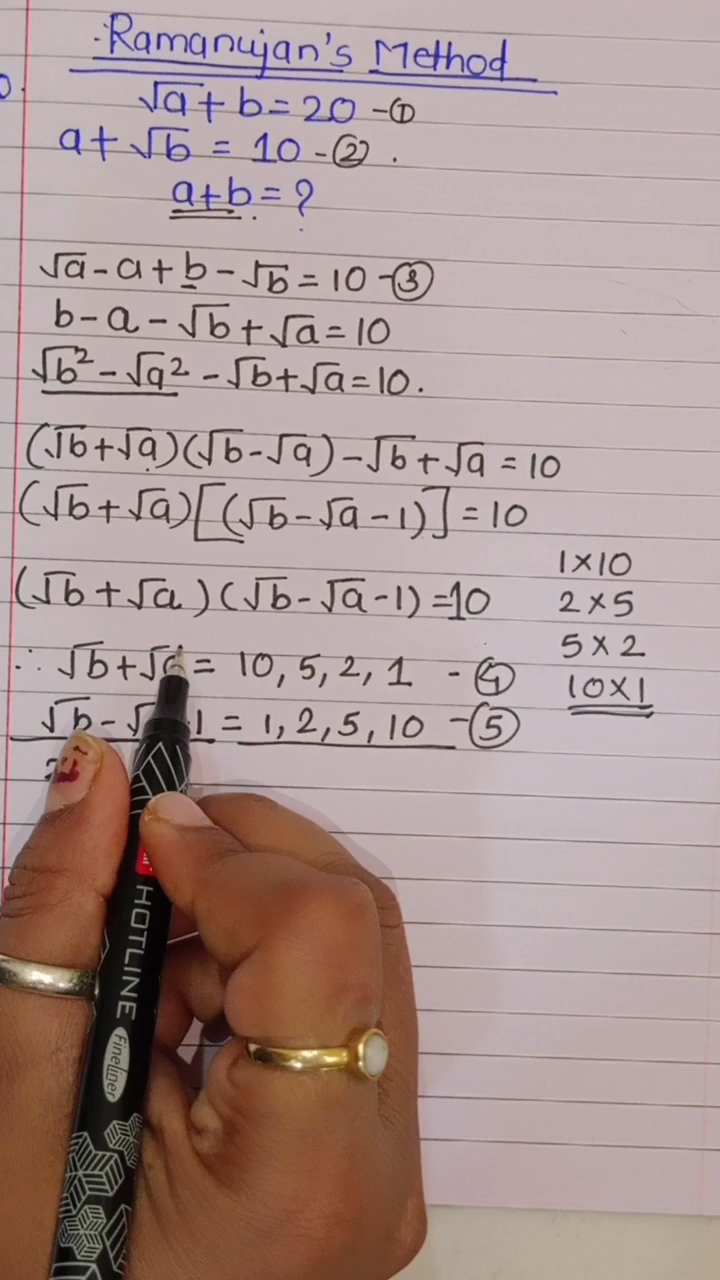 Ramanujan's Method
√a + b = 20 -①
a + √b = 10 -②.
a+b = ?
√a - a + b - √b = 10 -③
b - a - √b + √a = 10
√b² - √a² - √b + √a = 10.
(√b + √a)(√b - √a) - √b + √a = 10
(√b + √a)[(√b - √a - 1)] = 10
(√b + √a)(√b - √a - 1) = 10
1 × 10
2 × 5
5 × 2
10 × 1
∴ √b + √a = 10, 5, 2, 1 -④
√b - √ 1 = 1, 2, 5, 10 -⑤
HOTLINE
Fineliner